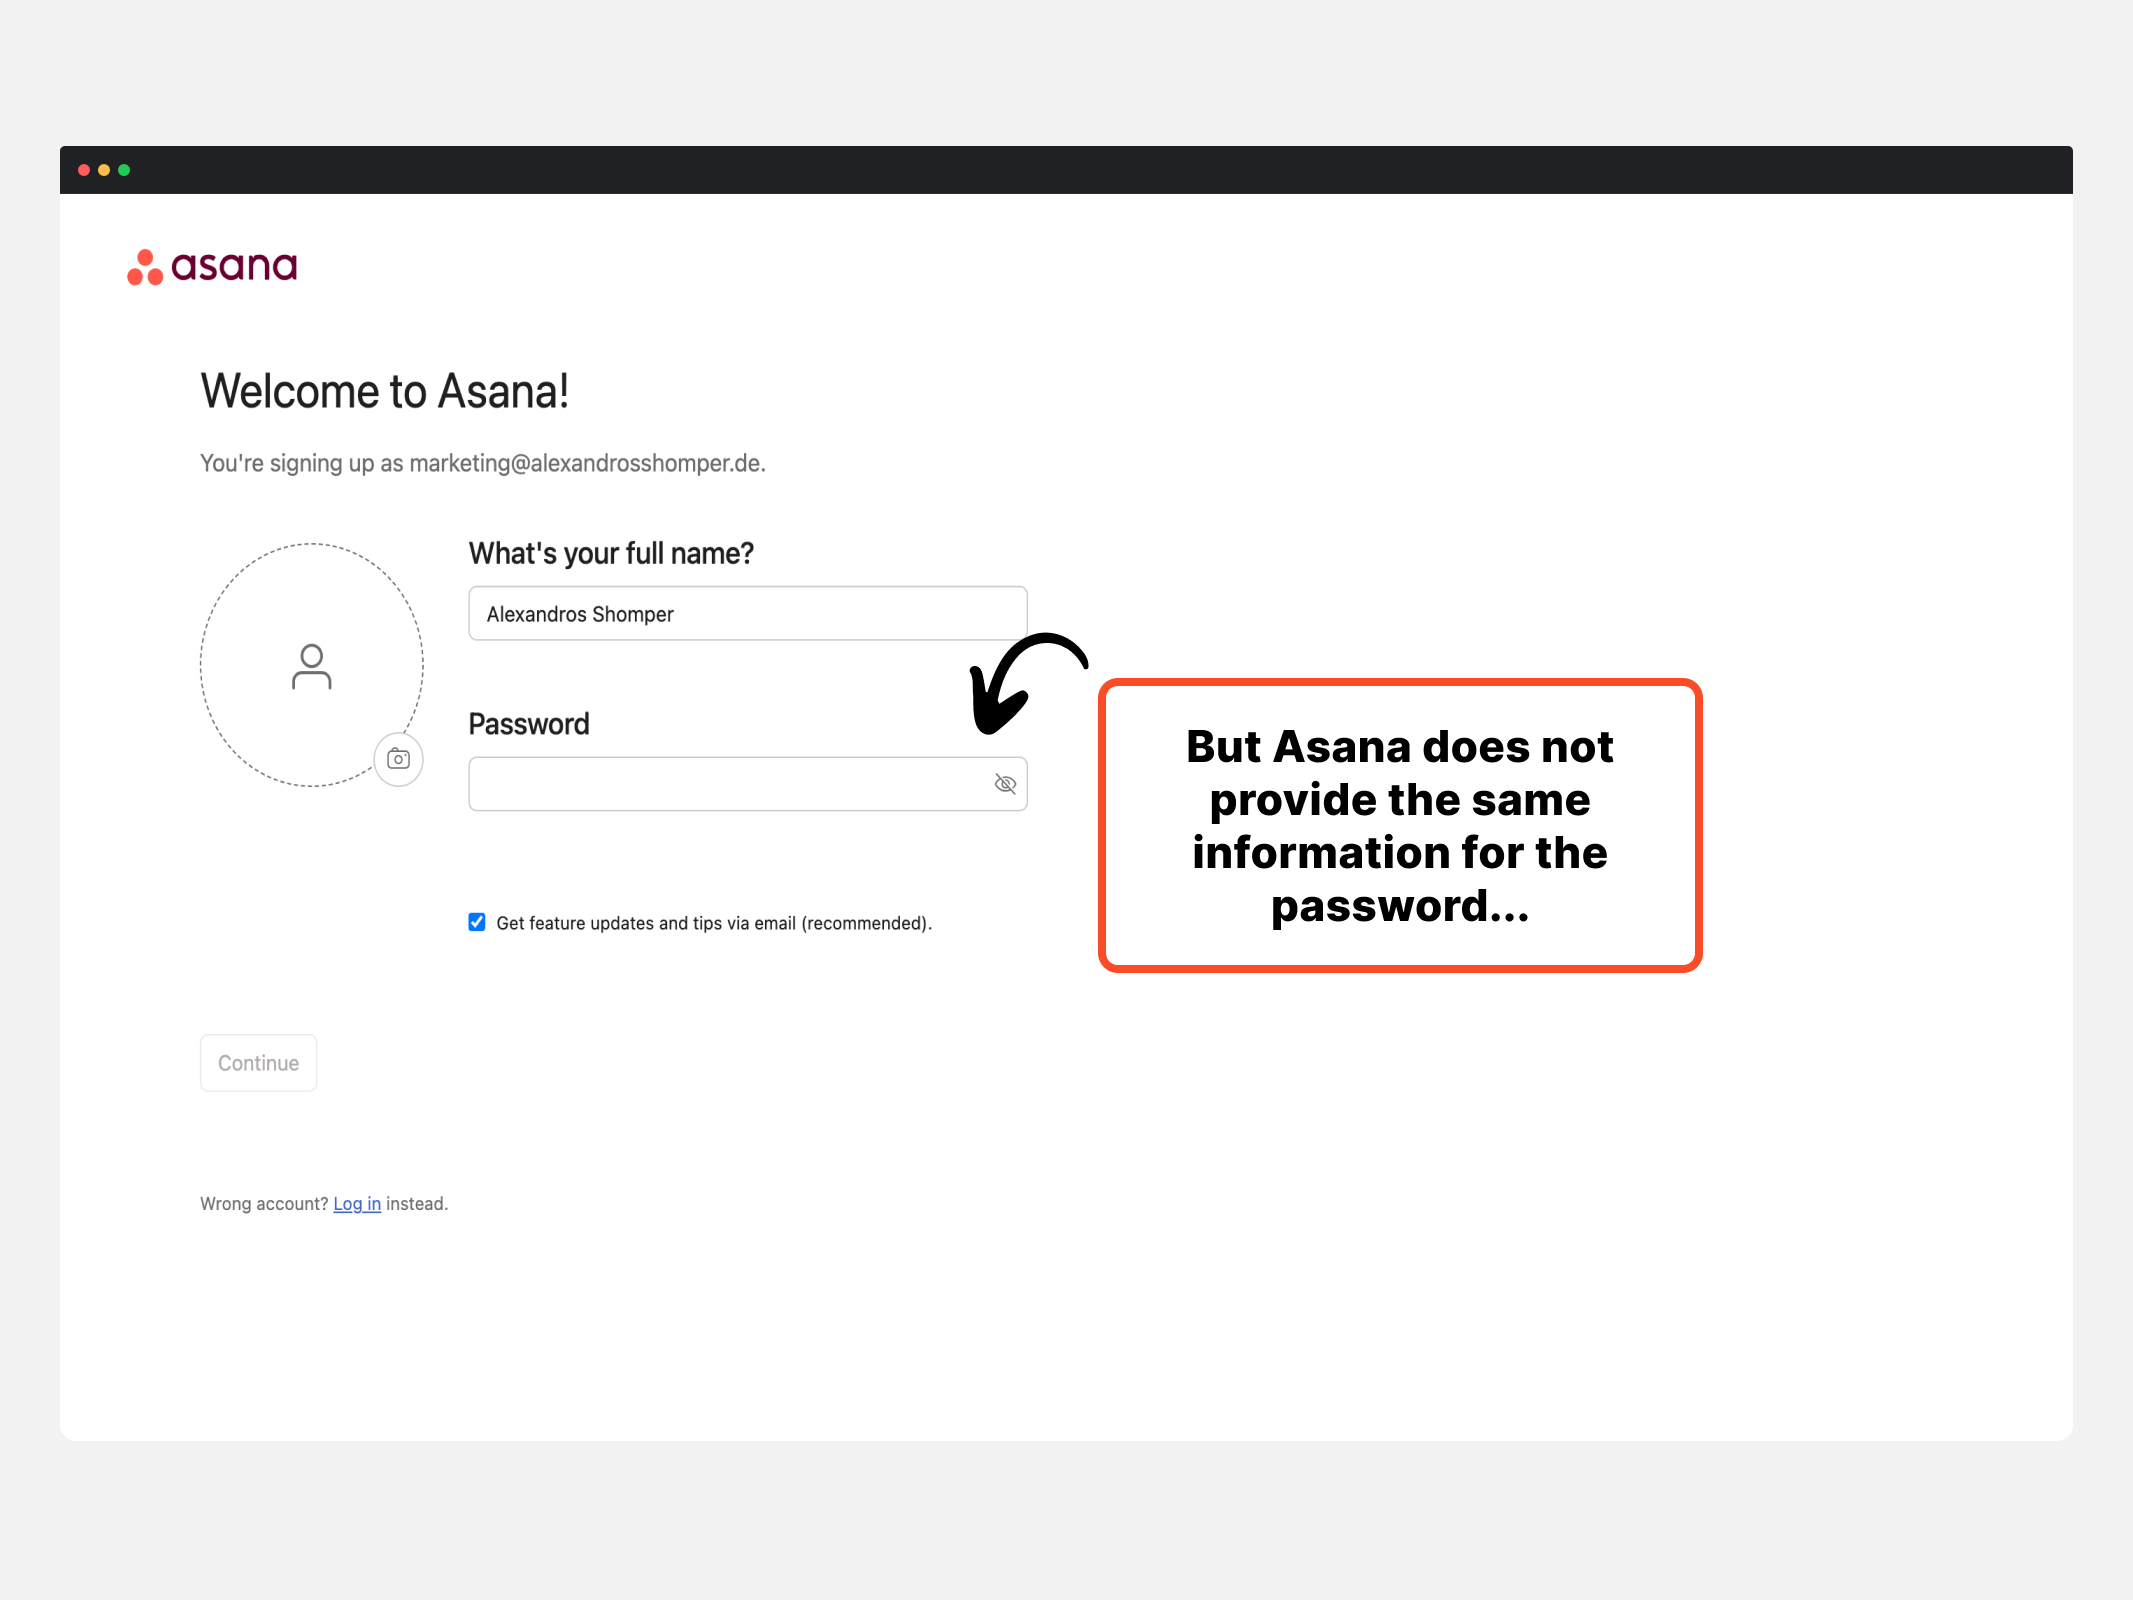 asana
Welcome to Asana!
You're signing up as marketing@alexandrosshomper.de.
What's your full name?
Alexandros Shomper
Password
But Asana does not
provide the same
information for the
password...
Get feature updates and tips via email (recommended).
Continue
Wrong account? Log in instead.